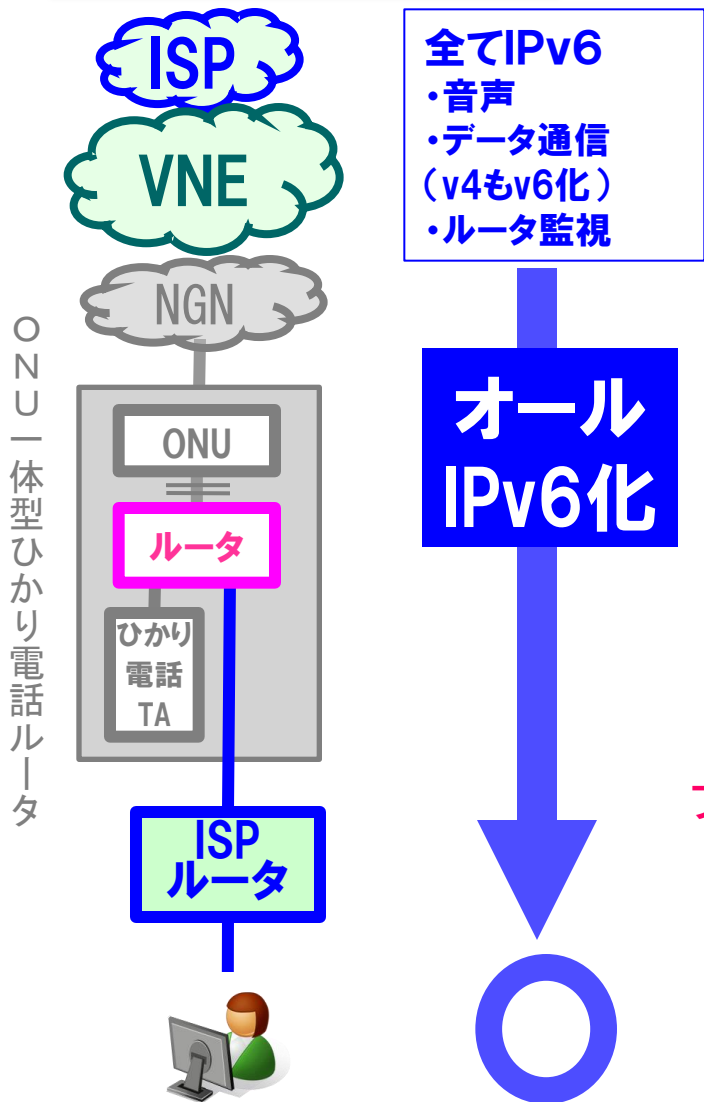 ISP
VNE
NGN
ONU一体型ひかり電話ルータ
ONU
ルータ
ひかり
電話
TA
ISP
ルータ
全てIPv6
・音声
・データ通信
（v4もv6化）
・ルータ監視
オール
IPv6化